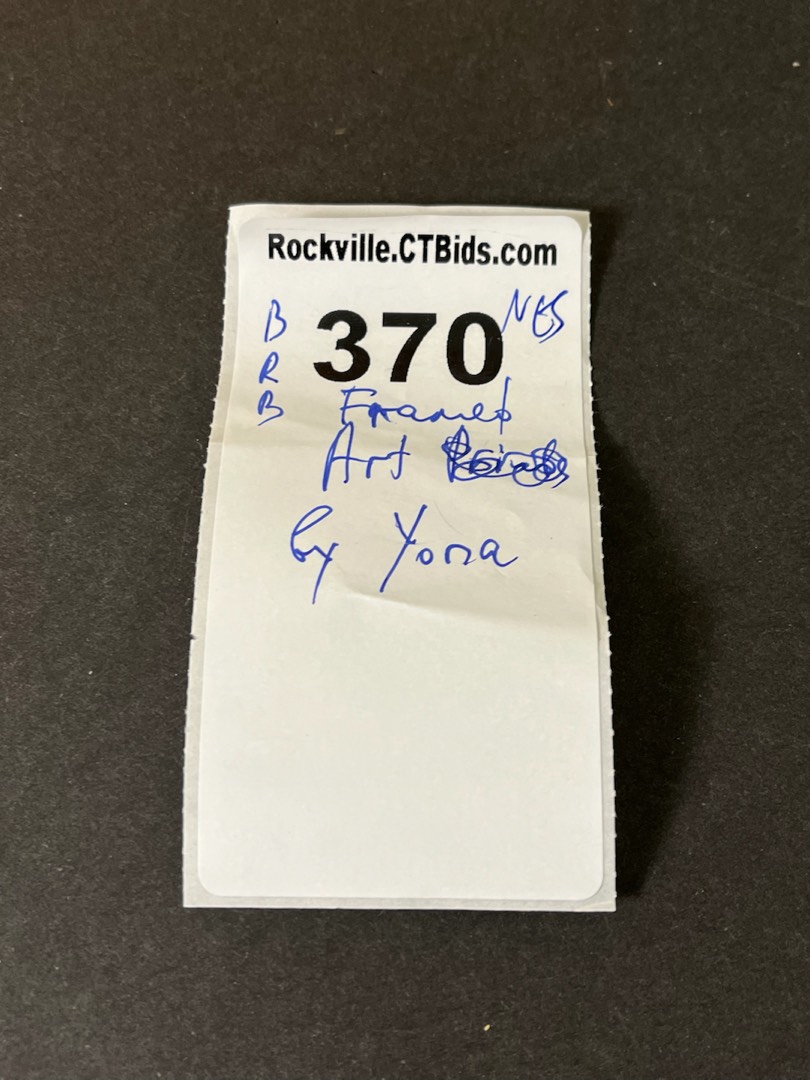 Rockville.CTBids.com
B 370 NES
R
B Framed
Art
by Yona